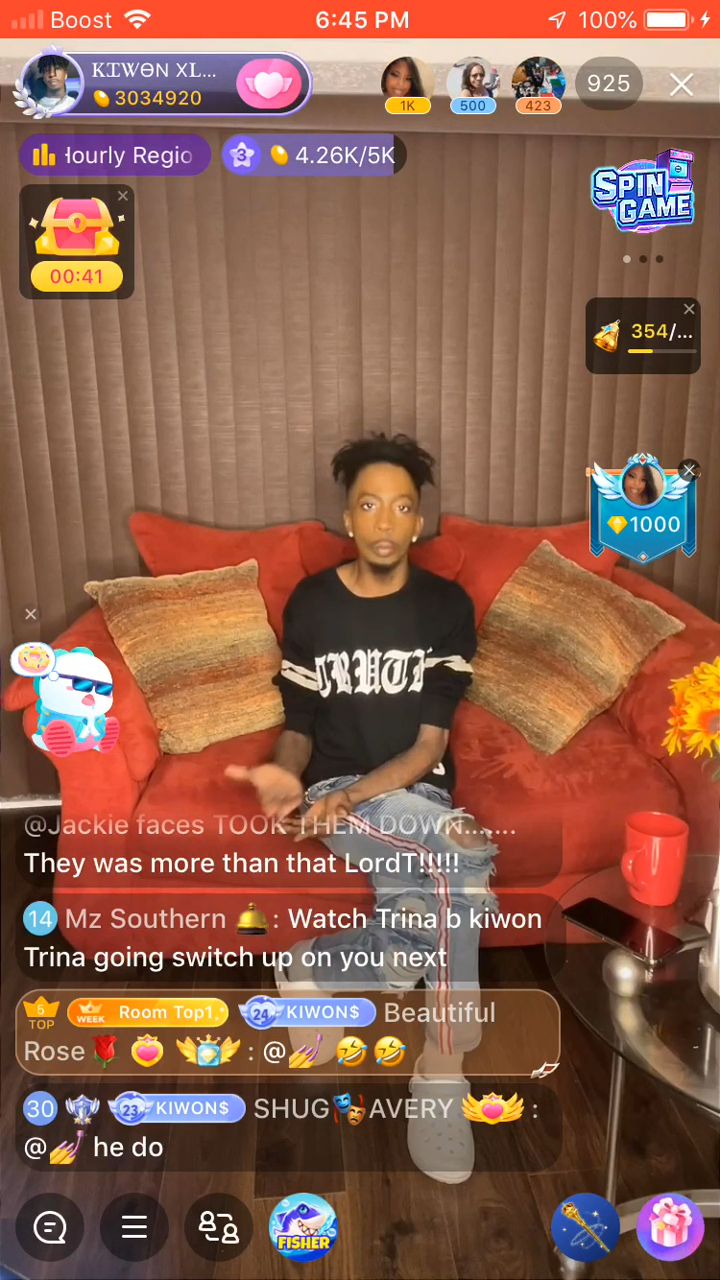 Boost 6:45 PM 100%
KIWѲN XL...
3034920
1K 500 423 925
Hourly Regio
3 4.26K/5K
SPIN
GAME
00:41
354/...
1000
@Jackie faces TOOK THEM DOWN.......
They was more than that LordT!!!!!
14 Mz Southern 🔔: Watch Trina b kiwon
Trina going switch up on you next
5 TOP WEEK Room Top1 24 KIWON$ Beautiful
Rose🌹 : @💅 🤣🤣
30 23 KIWON$ SHUG🎭AVERY :
@💅 he do
FISHER